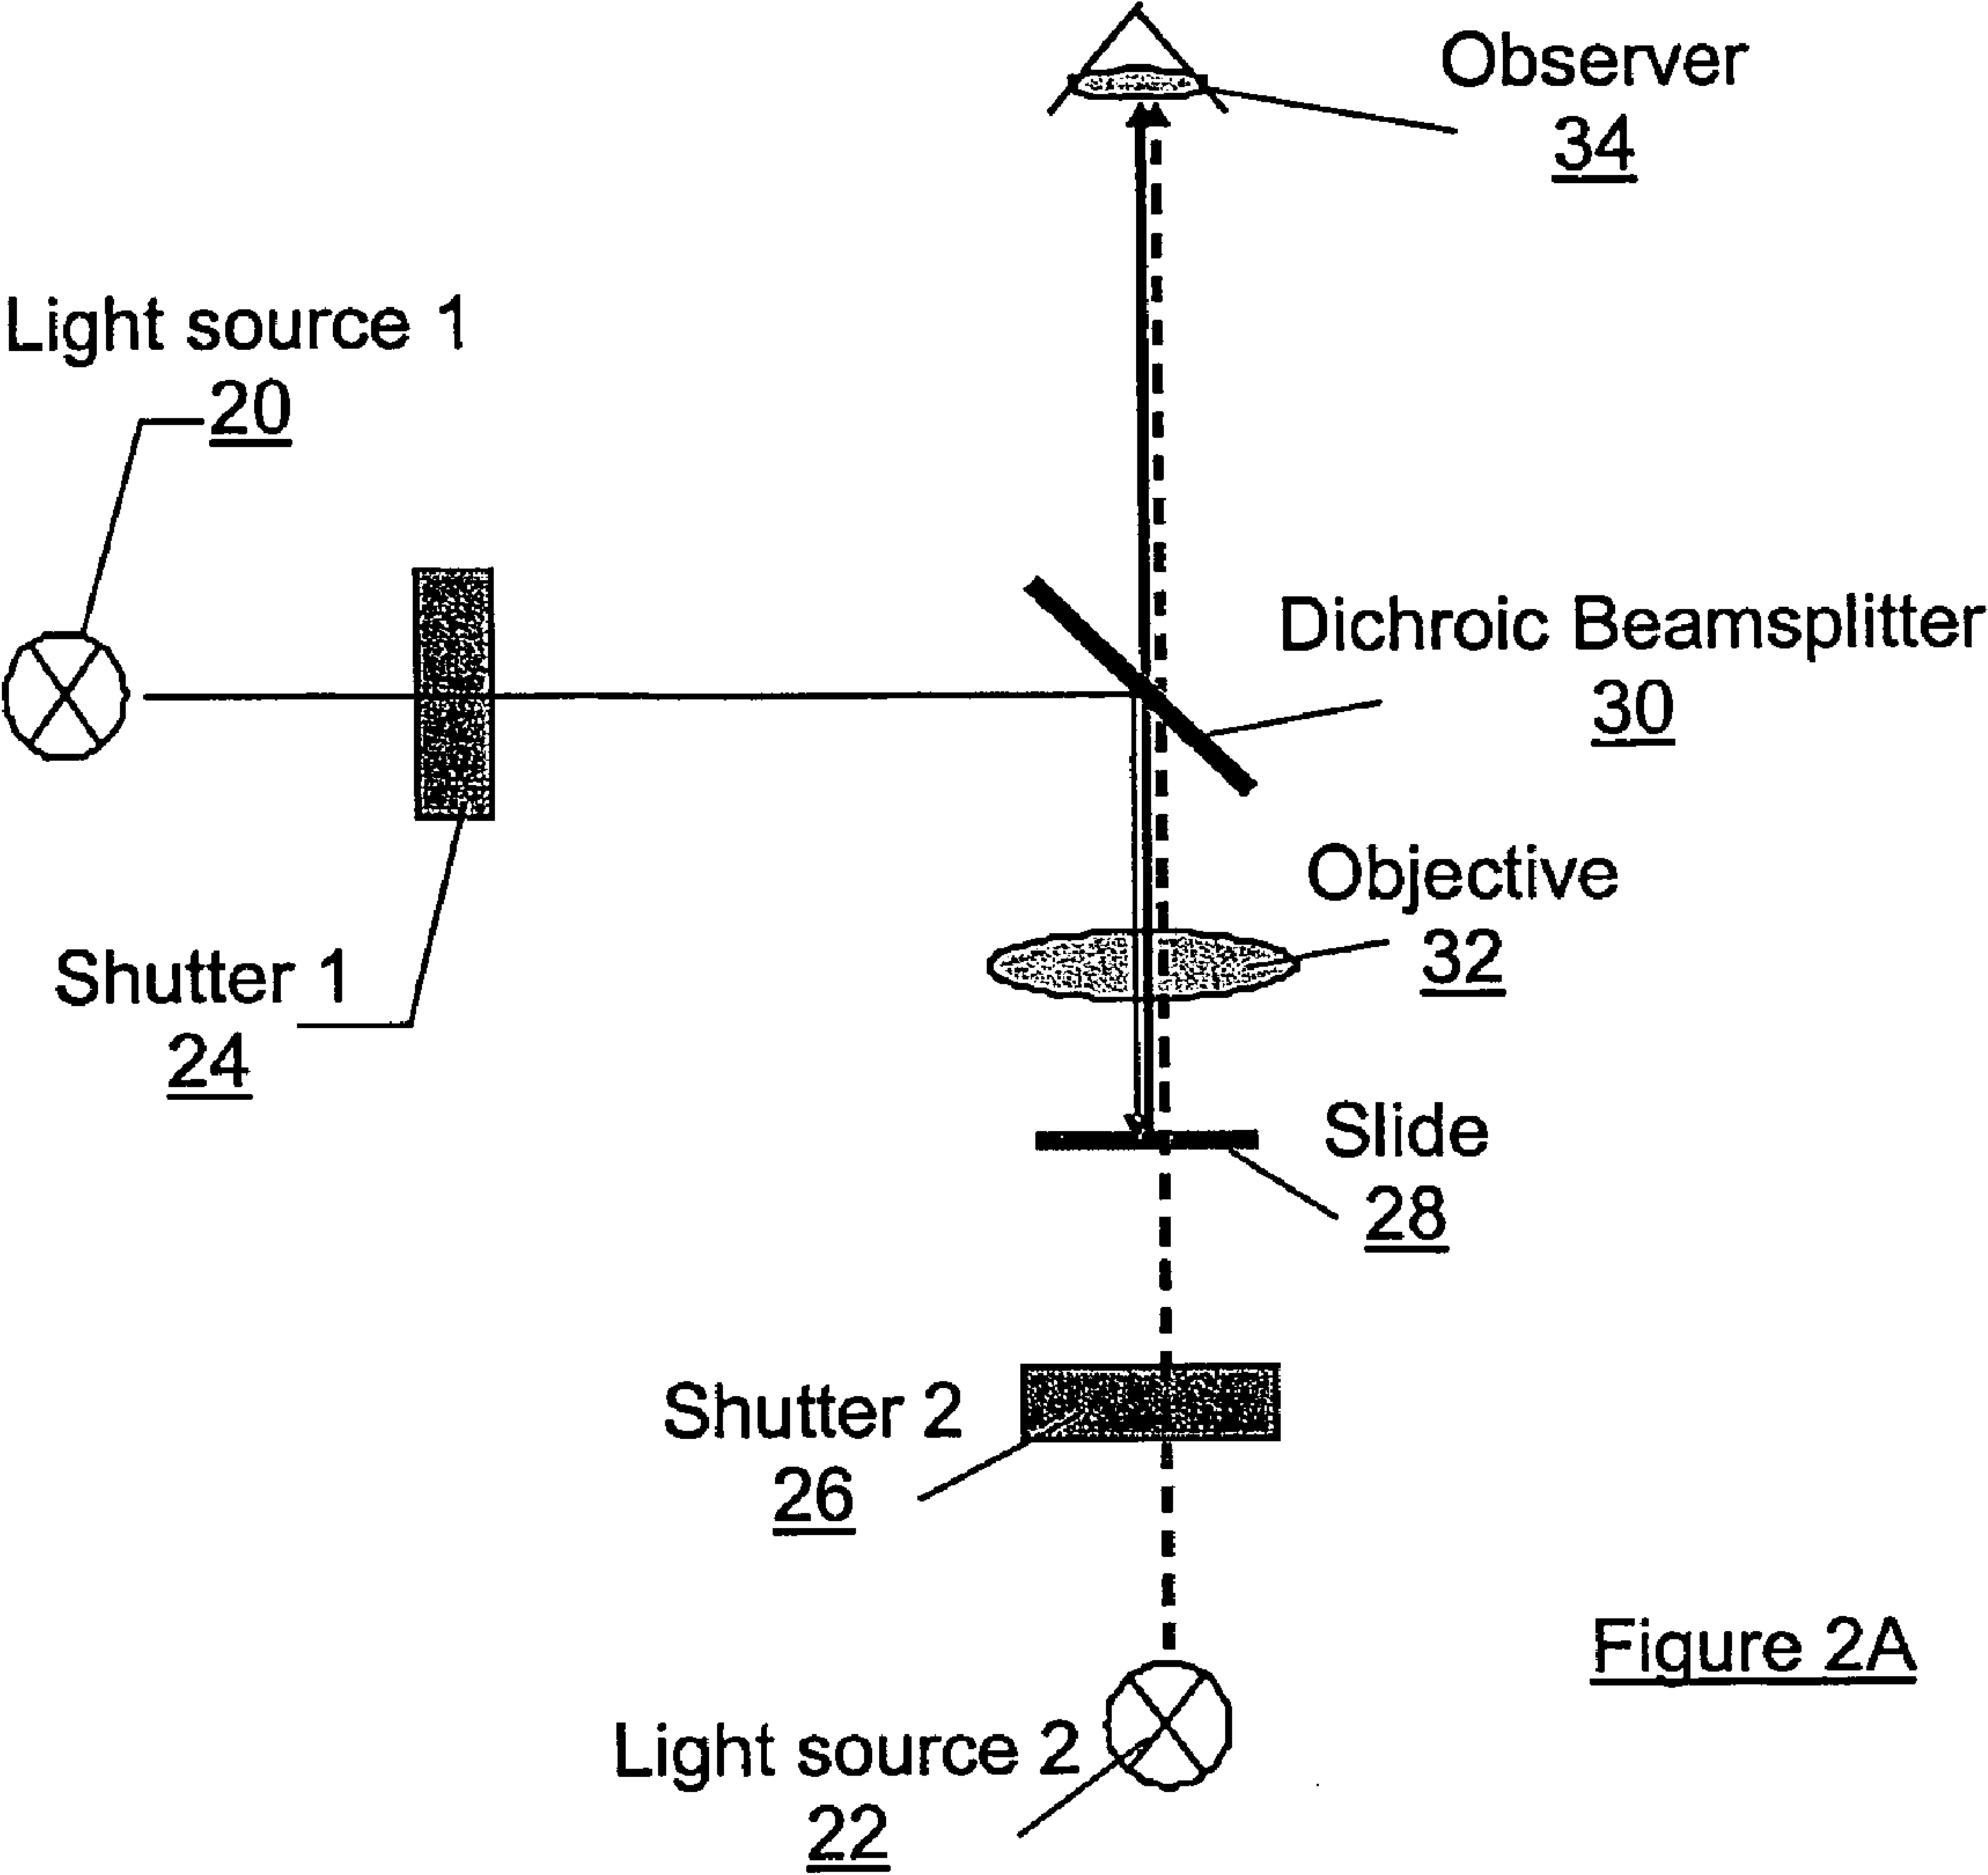 Observer
34
Light source 1
20
Dichroic Beamsplitter
30
Objective
32
Shutter 1
24
Slide
28
Shutter 2
26
Figure 2A
Light source 2
22